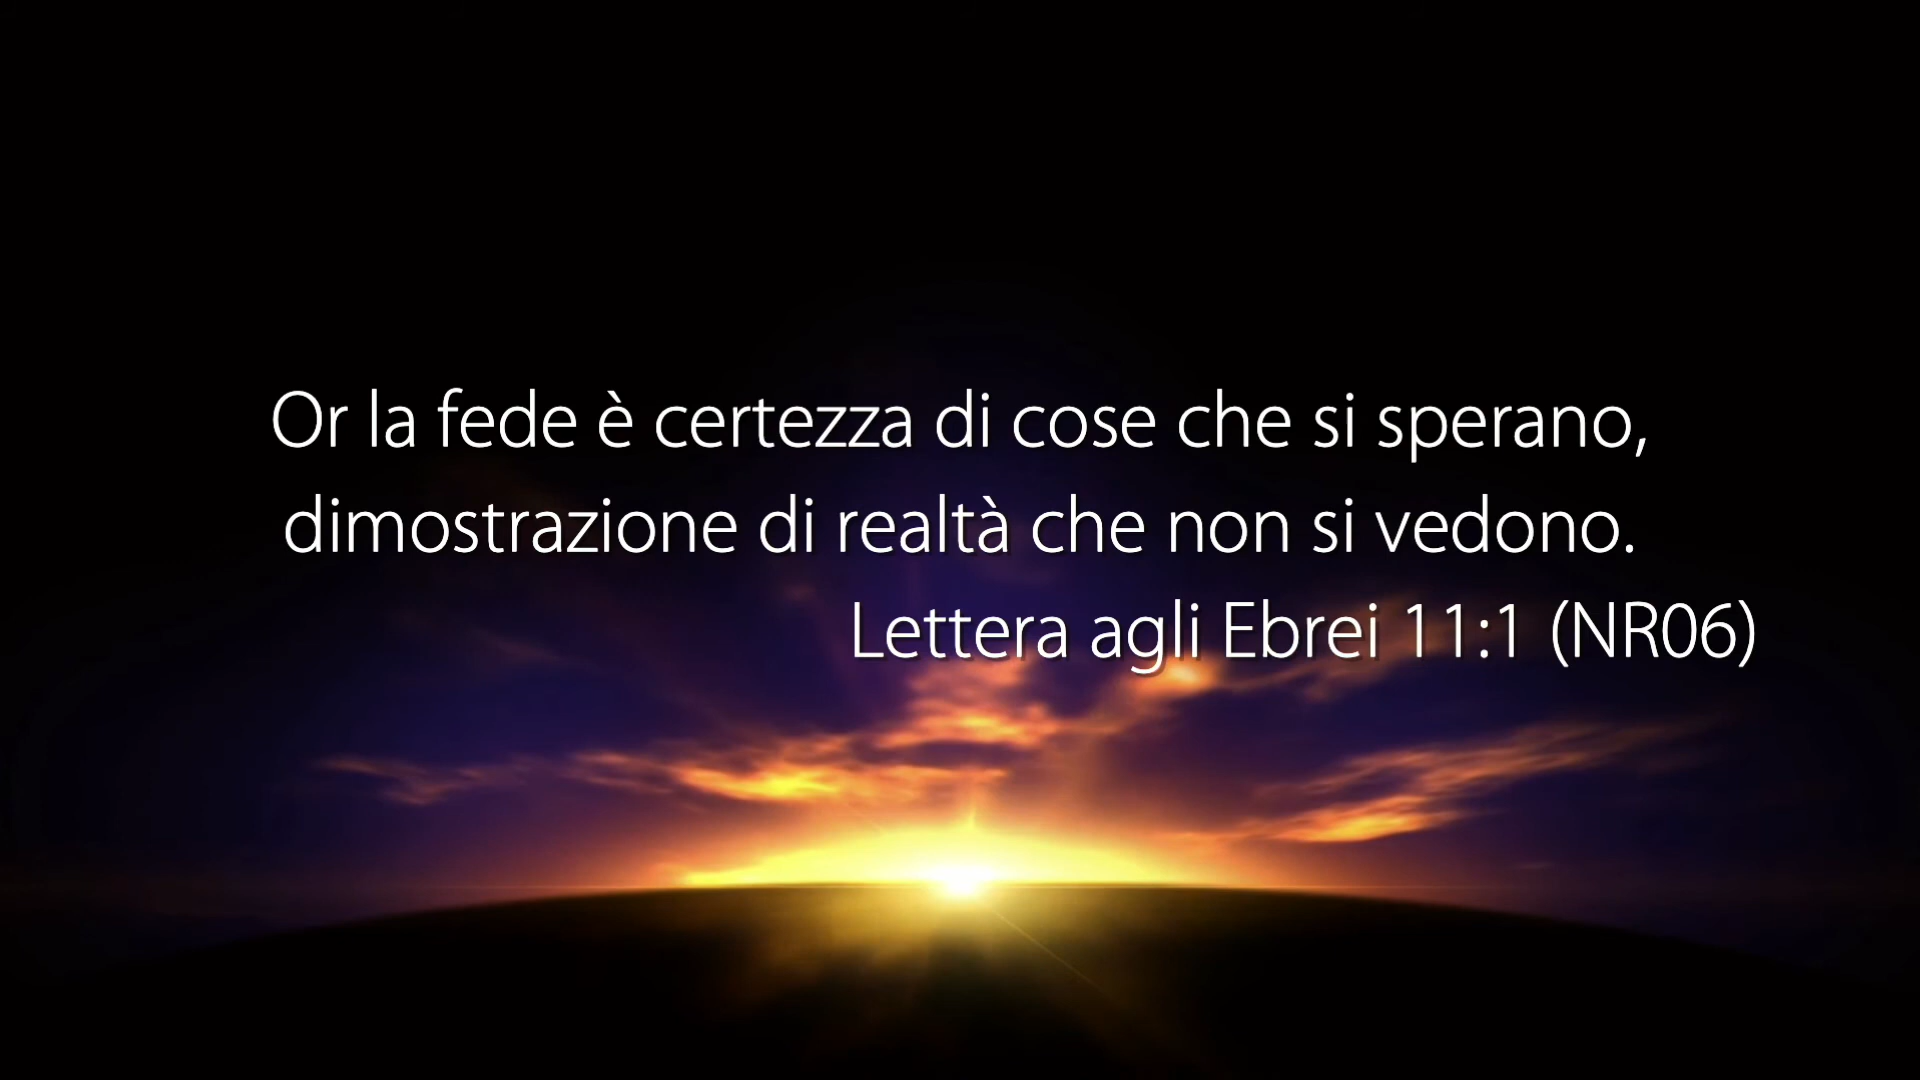 Or la fede è certezza di cose che si sperano,
dimostrazione di realtà che non si vedono.
Lettera agli Ebrei 11:1 (NR06)